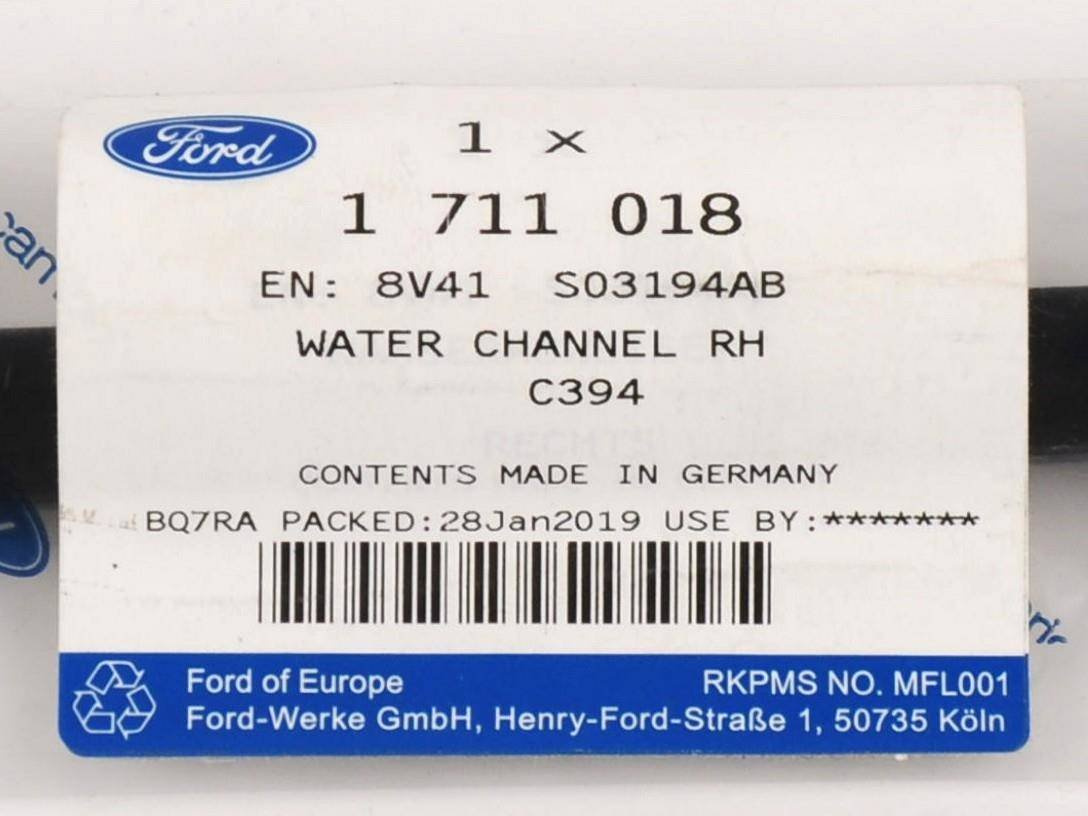 Ford
1 x
1 711 018
EN: 8V41 S03194AB
WATER CHANNEL RH
C394
RECHTS
CONTENTS MADE IN GERMANY
BQ7RA PACKED:28Jan2019 USE BY:*******
Ford of Europe
RKPMS NO. MFL001
Ford-Werke GmbH, Henry-Ford-Straße 1, 50735 Köln